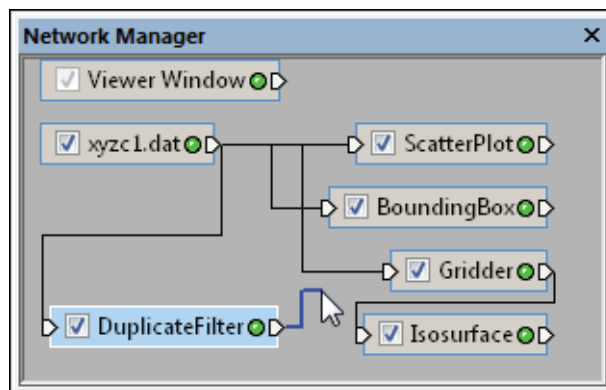 Network Manager
Viewer Window
xyzc1.dat
ScatterPlot
BoundingBox
Gridder
DuplicateFilter
Isosurface